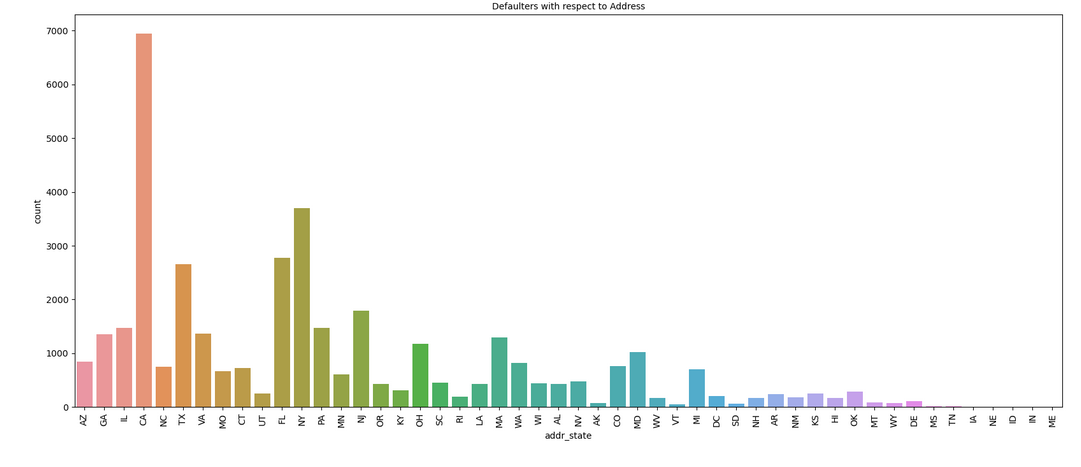 Defaulters with respect to Address
7000
6000
5000
4000
3000
2000
1000
0
count
AZ GA IL CA NC TX VA MO CT UT FL NY PA MN NJ OR KY OH SC RI LA MA WA WI AL NV AK CO MD WV VT MI DC SD NH AR NM KS HI OK MT WY DE MS TN IA NE ID IN ME
addr_state